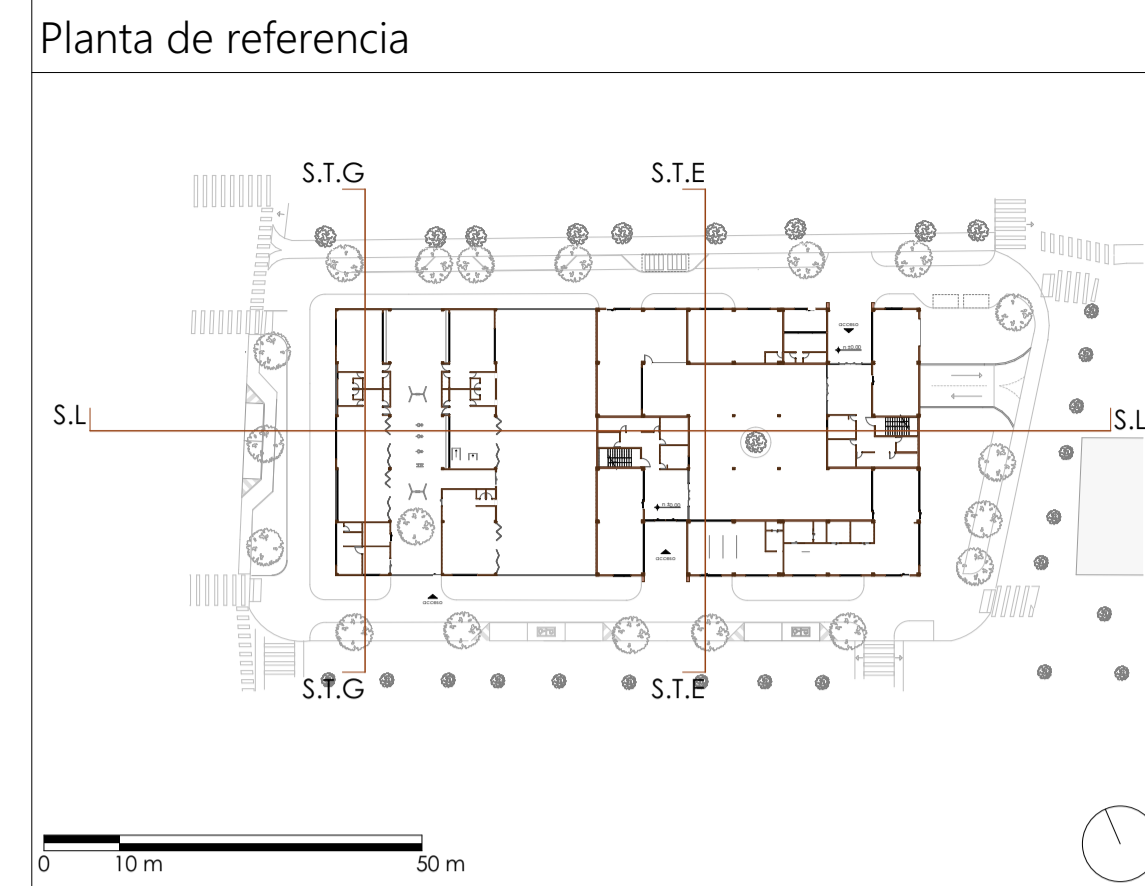 Planta de referencia
S.T.G
S.T.E
acceso
n ±0.00
S.L
S.L
n ±0.00
acceso
acceso
S.T.G
S.T.E
0
10 m
50 m